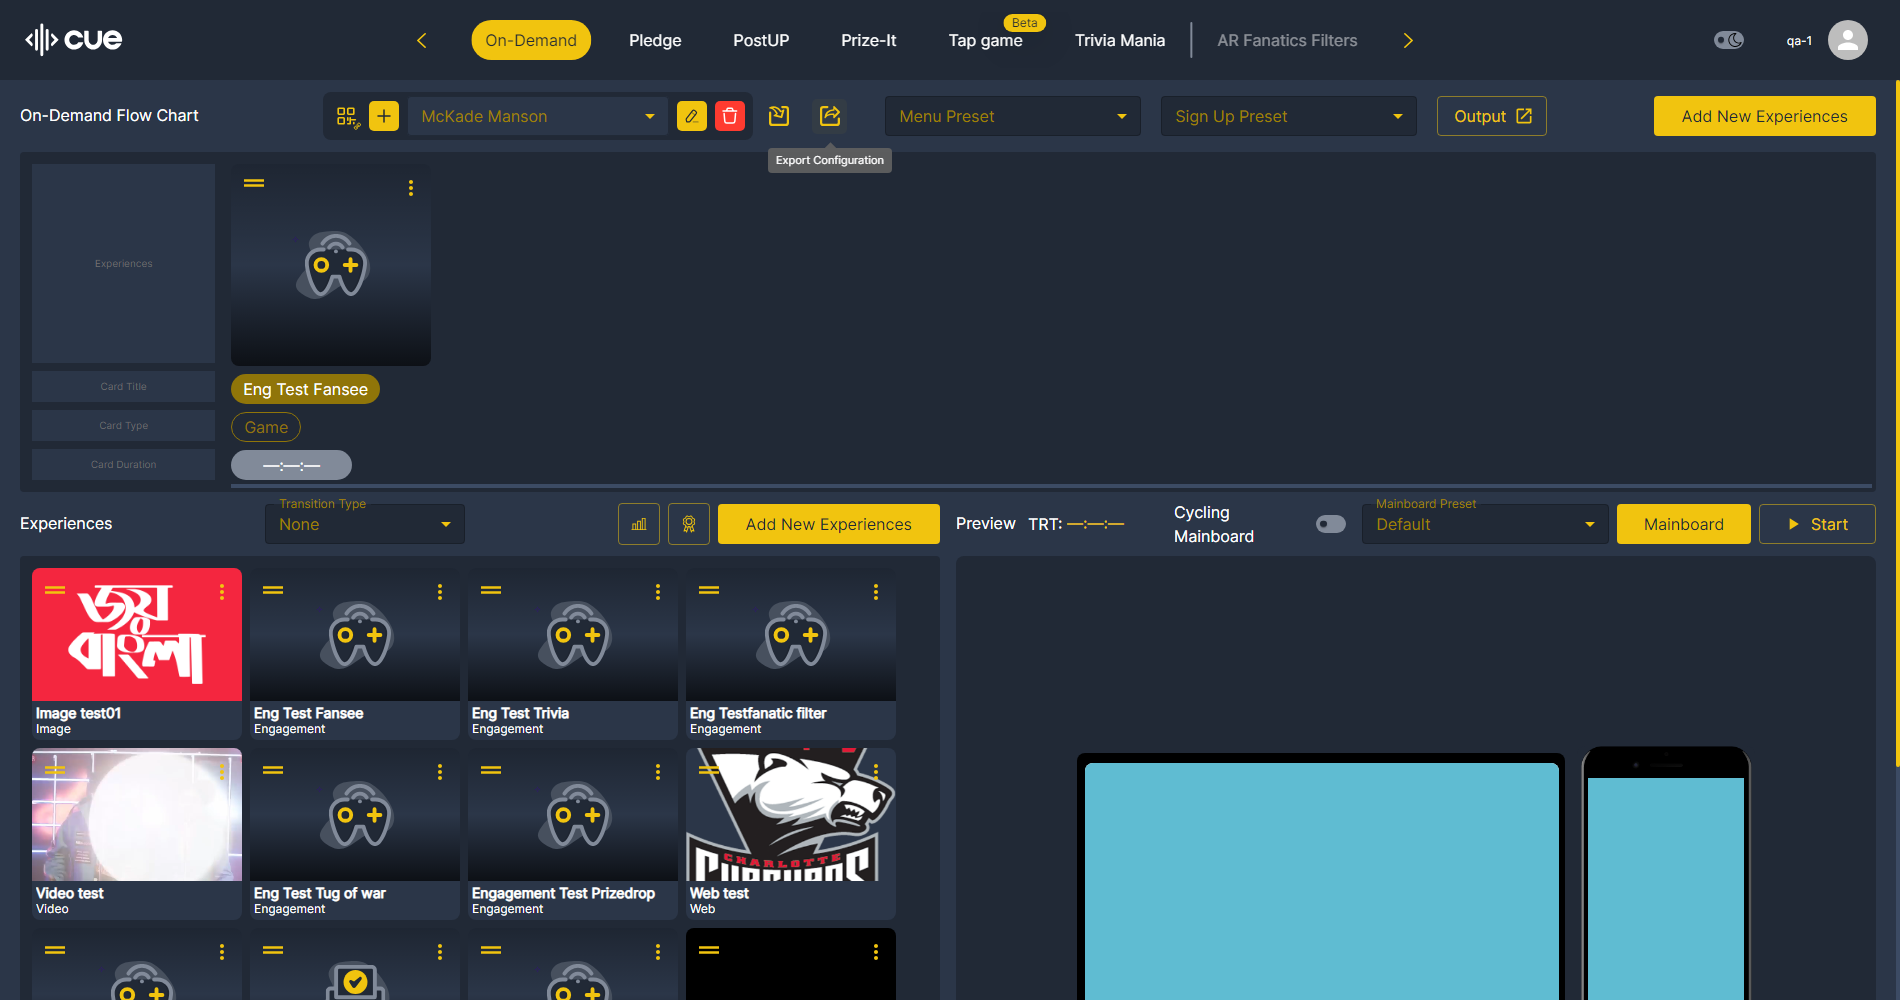 cue
On-Demand
Pledge
PostUP
Prize-It
Tap game
Beta
Trivia Mania
AR Fanatics Filters
qa-1
On-Demand Flow Chart
McKade Manson
Menu Preset
Sign Up Preset
Output
Add New Experiences
Export Configuration
Experiences
Card Title
Card Type
Card Duration
Eng Test Fansee
Game
—:—:—
Experiences
Transition Type
None
Add New Experiences
Preview
TRT: —:—:—
Cycling
Mainboard
Mainboard Preset
Default
Mainboard
Start
জয়
বাংলা
Image test01
Image
Eng Test Fansee
Engagement
Eng Test Trivia
Engagement
Eng Testfanatic filter
Engagement
Video test
Video
Eng Test Tug of war
Engagement
Engagement Test Prizedrop
Engagement
CHARLOTTE
Web test
Web